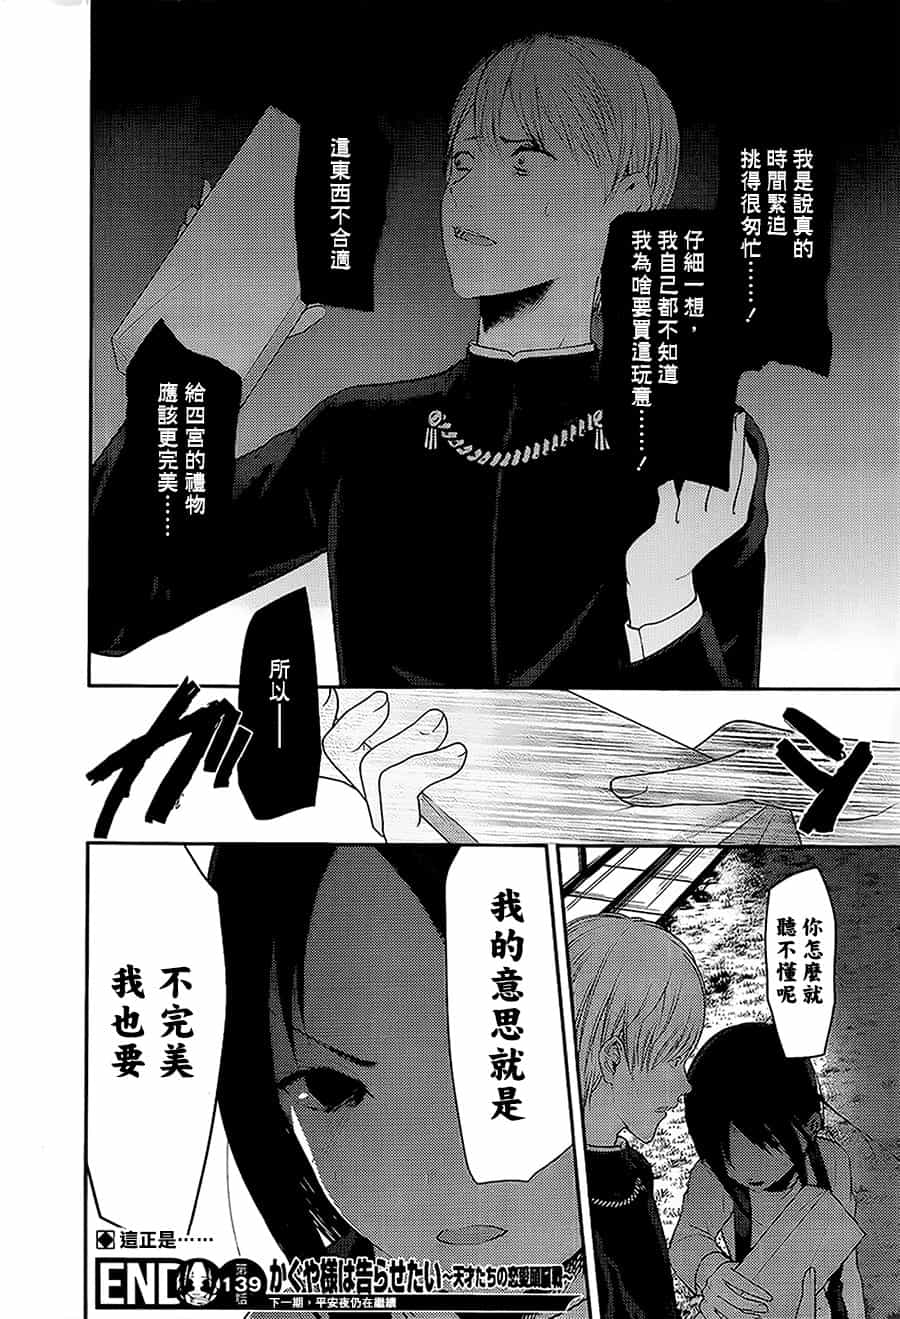 我是說真的
時間緊迫
挑得很匆忙……！
仔細一想，
我自己都不知道
我為啥要買這玩意……！
這東西不合適
給四宮的禮物
應該更完美……
所以——
ガ
ドッ
你怎麼就
聽不懂呢
我的意思就是
不完美
我也要
這正是……
END
第139話
かぐや様は告らせたい～天才たちの恋愛頭脳戦～
下一期，平安夜仍在繼續